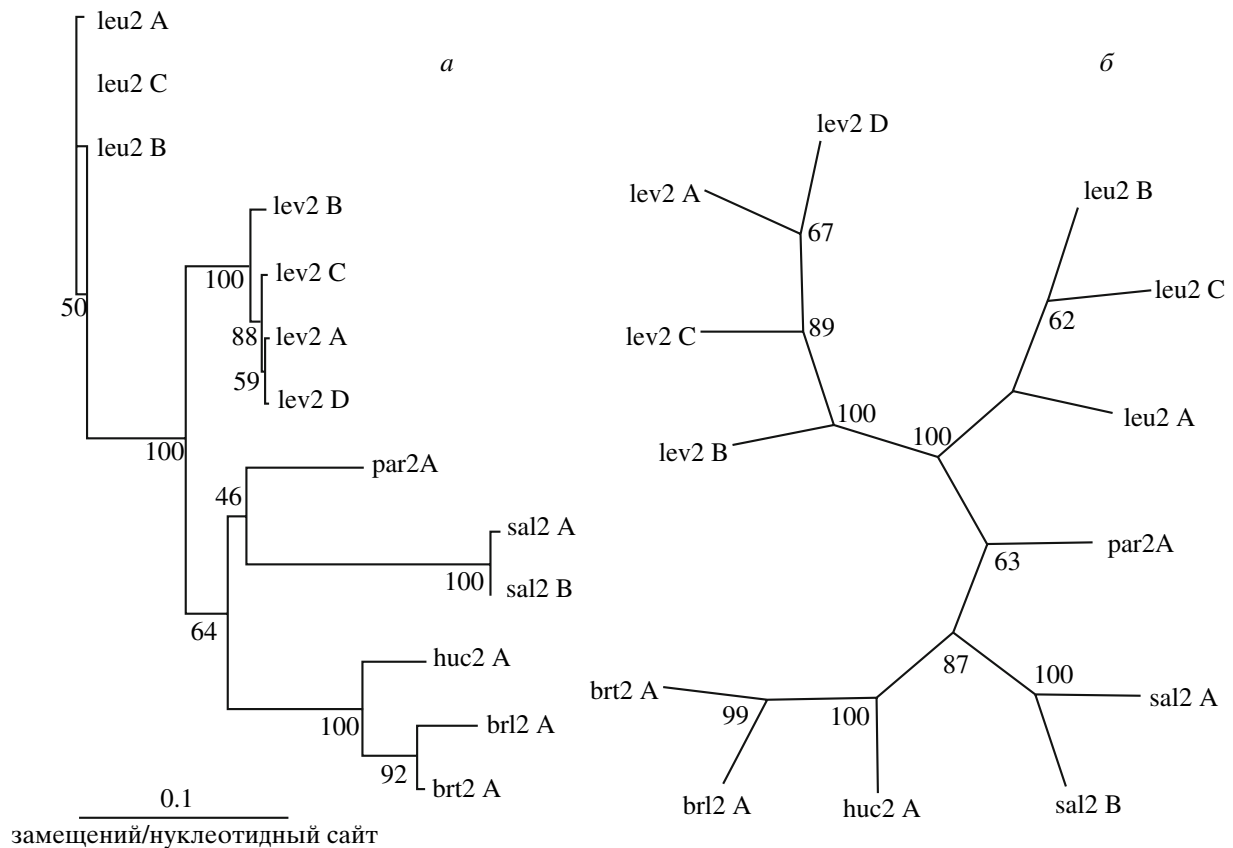 leu2 A
а
leu2 C
leu2 B
lev2 B
100
lev2 C
50
88
lev2 A
59
lev2 D
100
par2A
46
sal2 A
100
sal2 B
64
huc2 A
100
brl2 A
92
brt2 A
0.1
замещений/нуклеотидный сайт
б
lev2 D
lev2 A
67
leu2 B
leu2 C
62
lev2 C
89
100
leu2 A
100
lev2 B
par2A
63
87
100
brt2 A
sal2 A
99
100
brl2 A
huc2 A
sal2 B